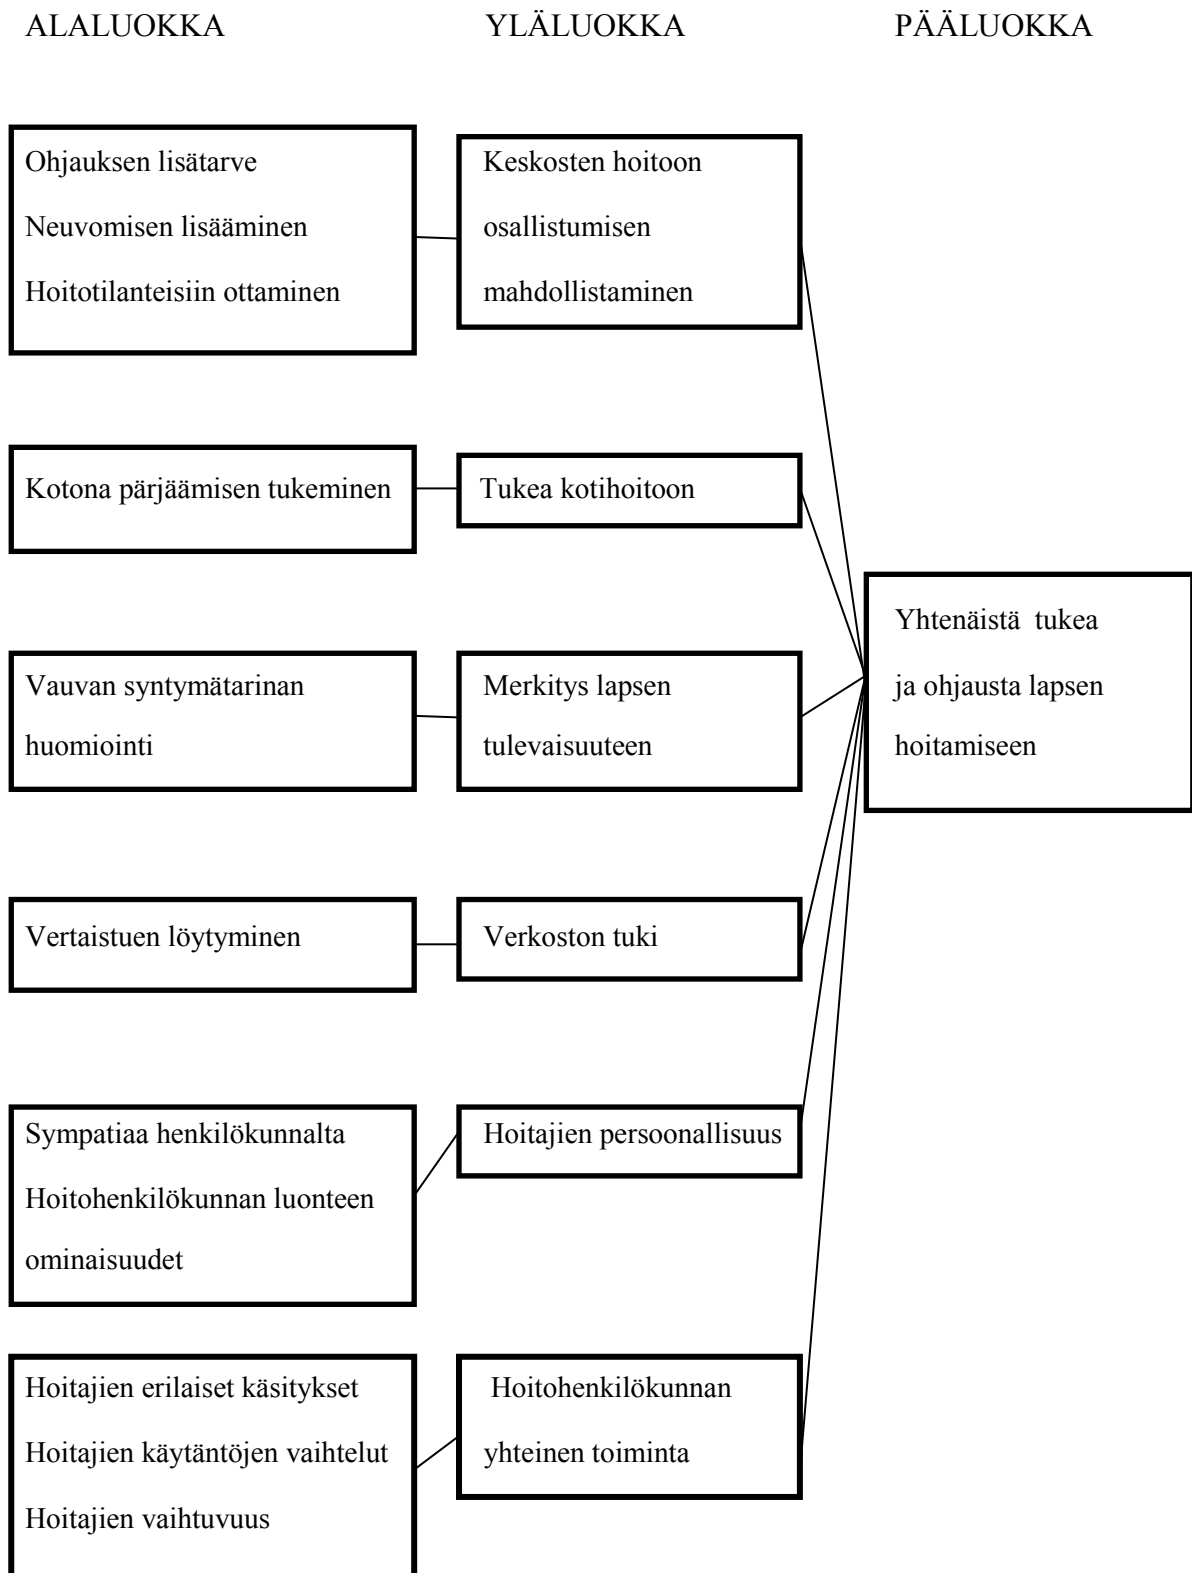 ALALUOKKA YLÄLUOKKA PÄÄLUOKKA
Ohjauksen lisätarve
Neuvomisen lisääminen
Hoitotilanteisiin ottaminen
Keskosten hoitoon
osallistumisen
mahdollistaminen
Kotona pärjäämisen tukeminen
Tukea kotihoitoon
Vauvan syntymätarinan
huomiointi
Merkitys lapsen
tulevaisuuteen
Vertaistuen löytyminen
Verkoston tuki
Sympatiaa henkilökunnalta
Hoitohenkilökunnan luonteen
ominaisuudet
Hoitajien persoonallisuus
Hoitajien erilaiset käsitykset
Hoitajien käytäntöjen vaihtelut
Hoitajien vaihtuvuus
Hoitohenkilökunnan
yhteinen toiminta
Yhtenäistä tukea
ja ohjausta lapsen
hoitamiseen